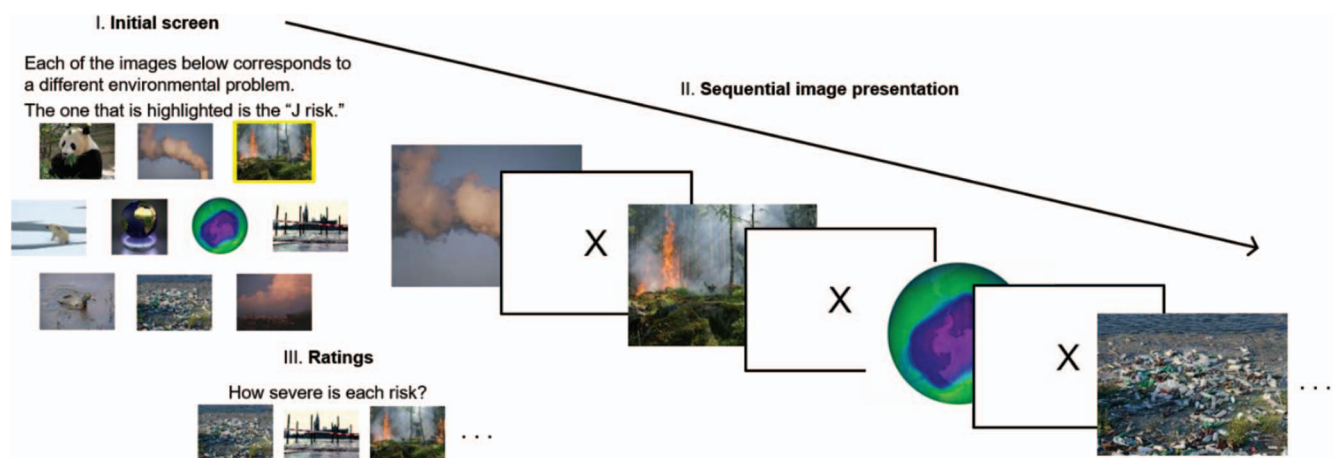 I. Initial screen
Each of the images below corresponds to
a different environmental problem.
The one that is highlighted is the “J risk.”
II. Sequential image presentation
X
X
X
. . .
III. Ratings
How severe is each risk?
. . .